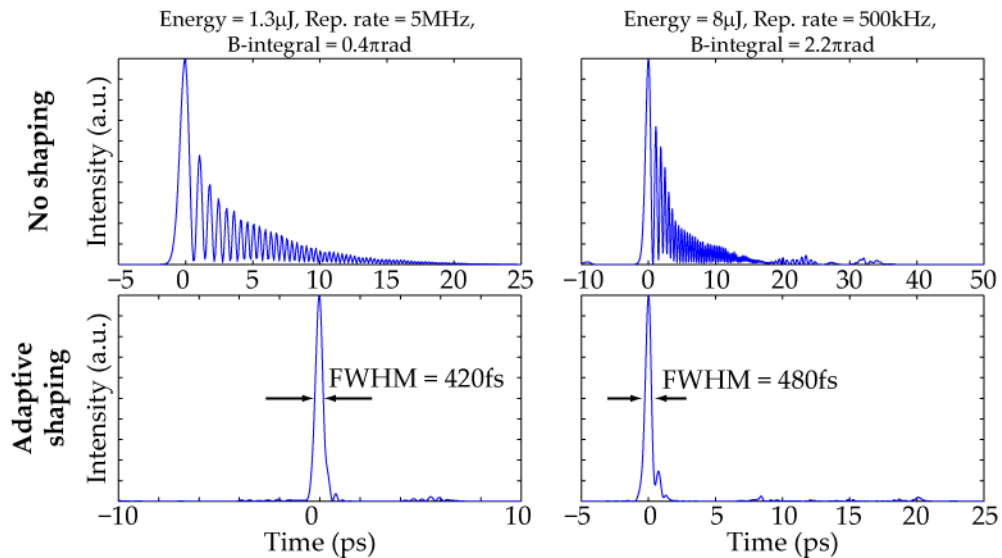 Energy = 1.3μJ, Rep. rate = 5MHz,
B-integral = 0.4πrad
Energy = 8μJ, Rep. rate = 500kHz,
B-integral = 2.2πrad
No shaping
Intensity (a.u.)
−5 0 5 10 15 20 25
−10 0 10 20 30 40 50
Adaptive
shaping
Intensity (a.u.)
FWHM = 420fs
FWHM = 480fs
−10 0 10
−5 0 5 10 15 20 25
Time (ps)
Time (ps)